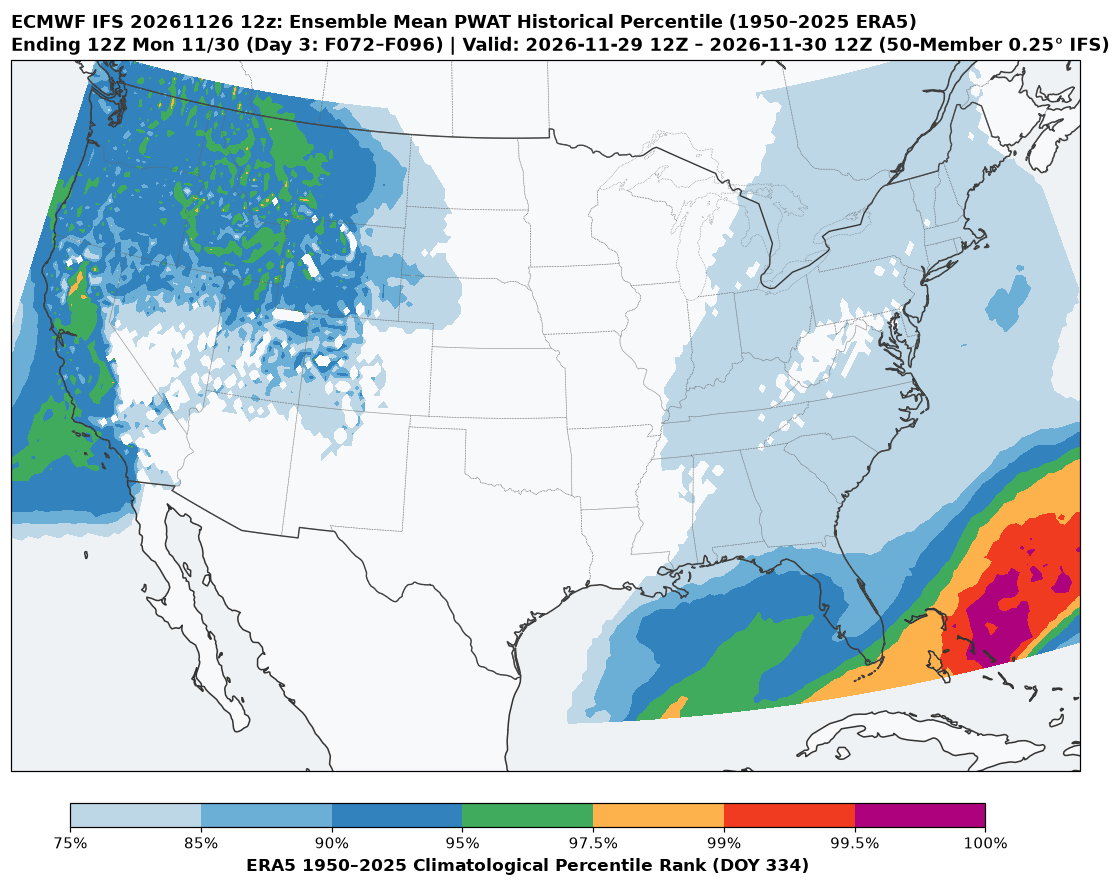 ECMWF IFS 20261126 12z: Ensemble Mean PWAT Historical Percentile (1950–2025 ERA5)
Ending 12Z Mon 11/30 (Day 3: F072–F096) | Valid: 2026-11-29 12Z – 2026-11-30 12Z (50-Member 0.25° IFS)
75% 85% 90% 95% 97.5% 99% 99.5% 100%
ERA5 1950–2025 Climatological Percentile Rank (DOY 334)